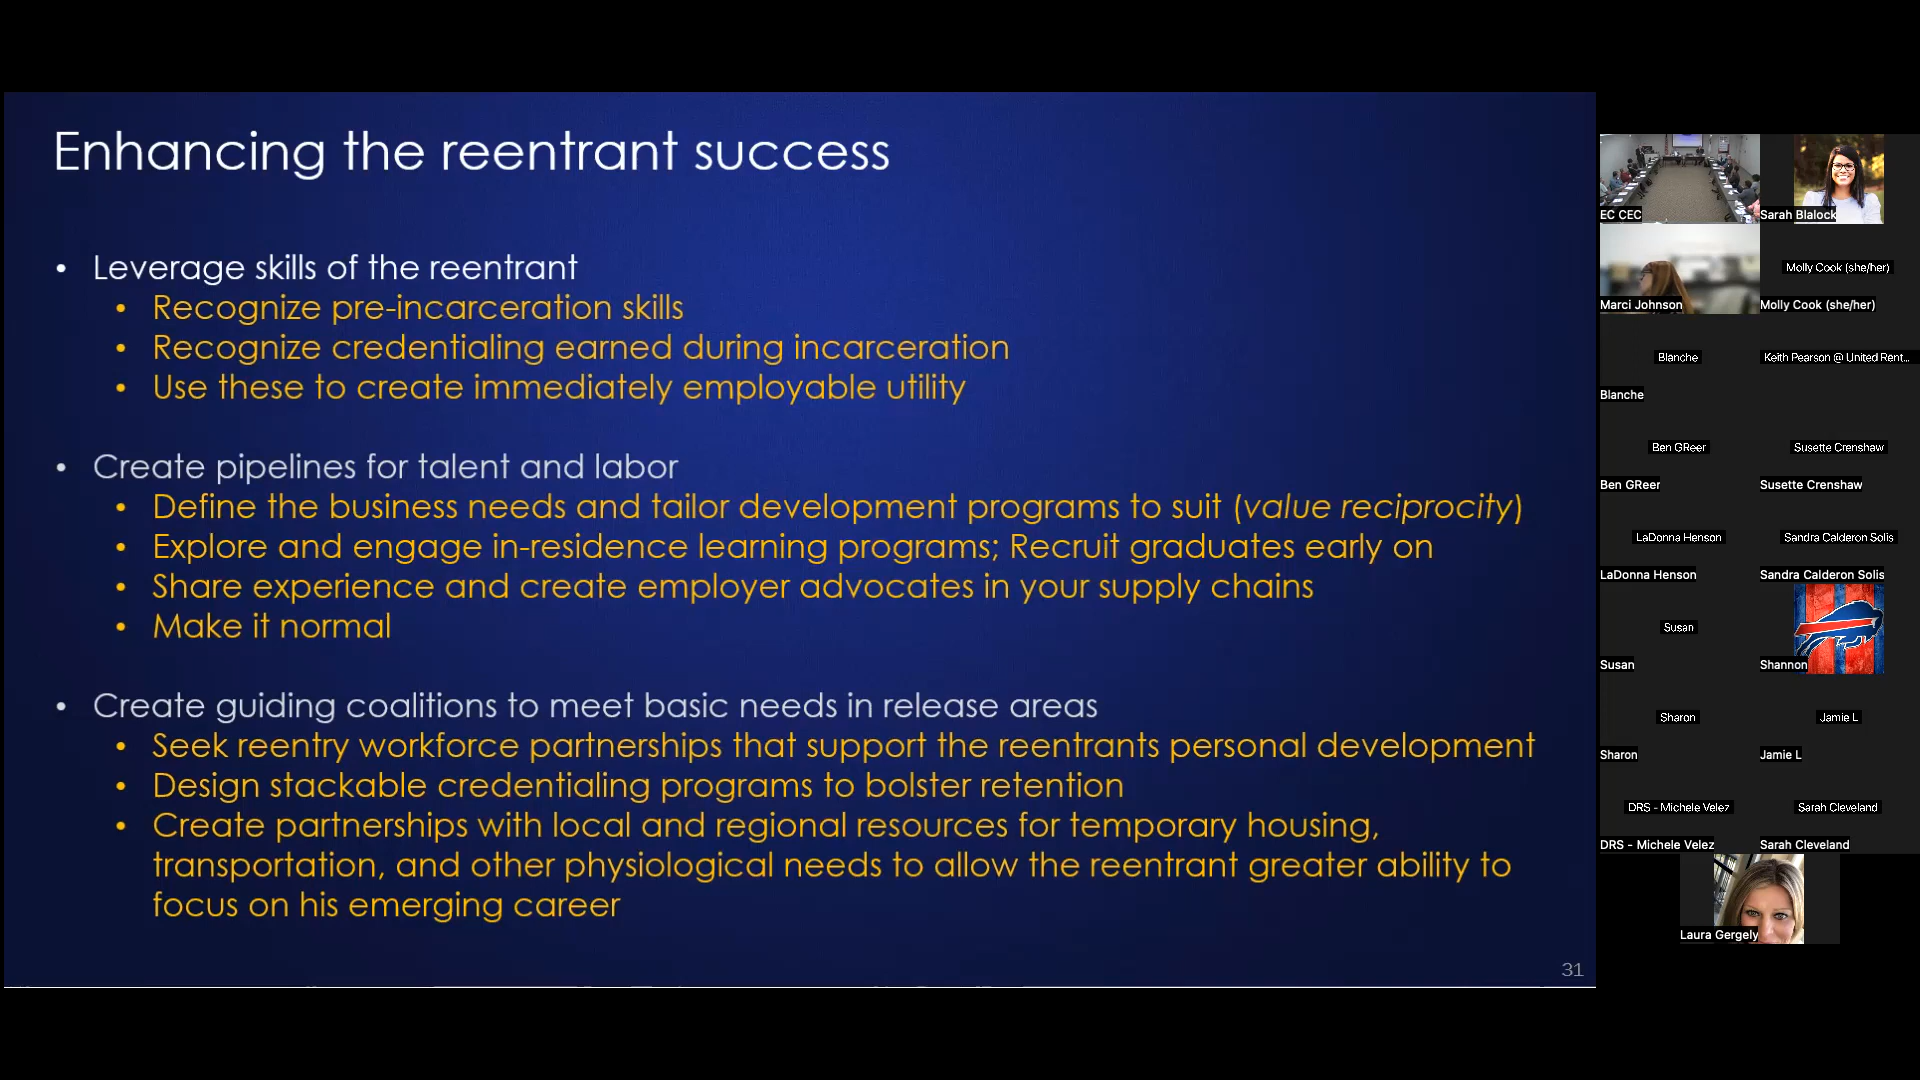 Enhancing the reentrant success
• Leverage skills of the reentrant
• Recognize pre-incarceration skills
• Recognize credentialing earned during incarceration
• Use these to create immediately employable utility
• Create pipelines for talent and labor
• Define the business needs and tailor development programs to suit (value reciprocity)
• Explore and engage in-residence learning programs; Recruit graduates early on
• Share experience and create employer advocates in your supply chains
• Make it normal
• Create guiding coalitions to meet basic needs in release areas
• Seek reentry workforce partnerships that support the reentrants personal development
• Design stackable credentialing programs to bolster retention
• Create partnerships with local and regional resources for temporary housing,
transportation, and other physiological needs to allow the reentrant greater ability to
focus on his emerging career
31
EC CEC
Sarah Blalock
Marci Johnson
Molly Cook (she/her)
Molly Cook (she/her)
Blanche
Blanche
Keith Pearson @ United Rent...
Ben GReer
Ben GReer
Susette Crenshaw
Susette Crenshaw
LaDonna Henson
LaDonna Henson
Sandra Calderon Solis
Sandra Calderon Solis
Susan
Susan
Shannon
Sharon
Sharon
Jamie L
Jamie L
DRS - Michele Velez
DRS - Michele Velez
Sarah Cleveland
Sarah Cleveland
Laura Gergely